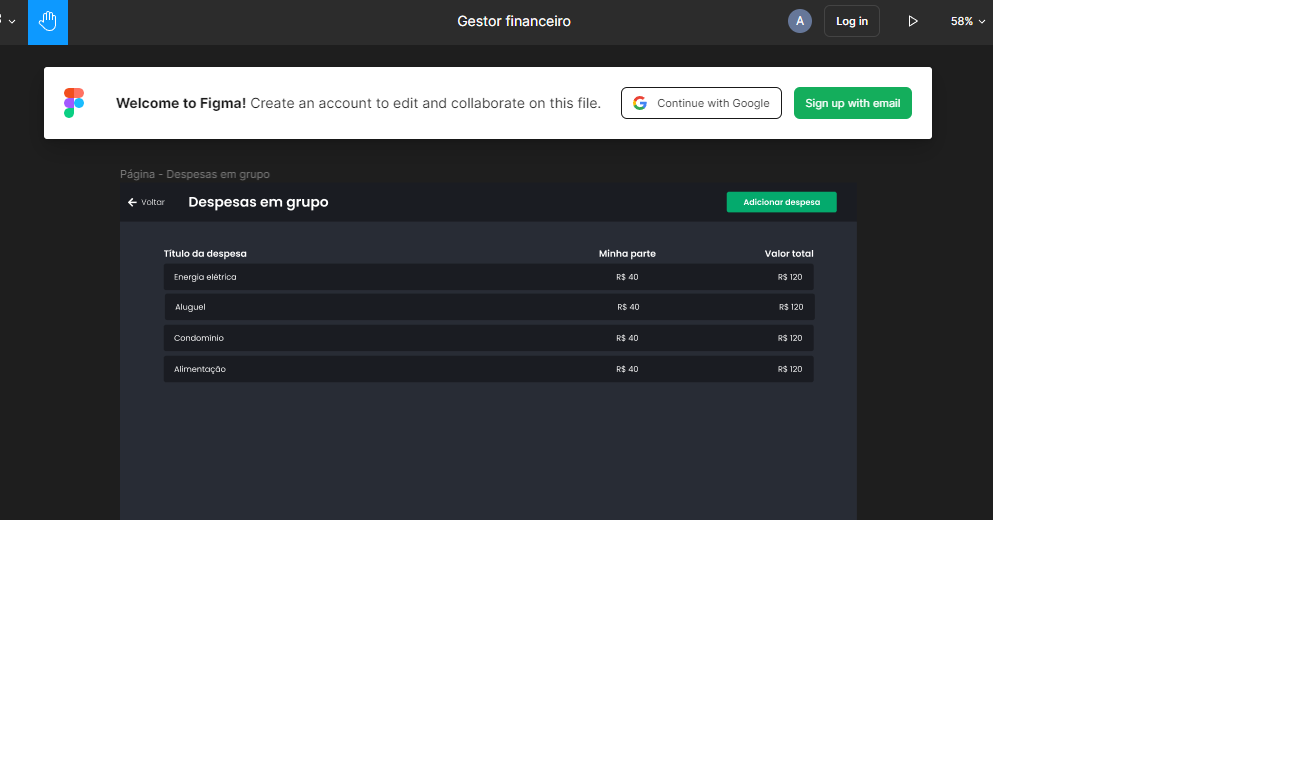 Gestor financeiro
A
Log in
58%
Welcome to Figma! Create an account to edit and collaborate on this file.
Continue with Google
Sign up with email
Página - Despesas em grupo
Voltar
Despesas em grupo
Adicionar despesa
Título da despesa Minha parte Valor total
Energia elétrica R$ 40 R$ 120
Aluguel R$ 40 R$ 120
Condomínio R$ 40 R$ 120
Alimentação R$ 40 R$ 120